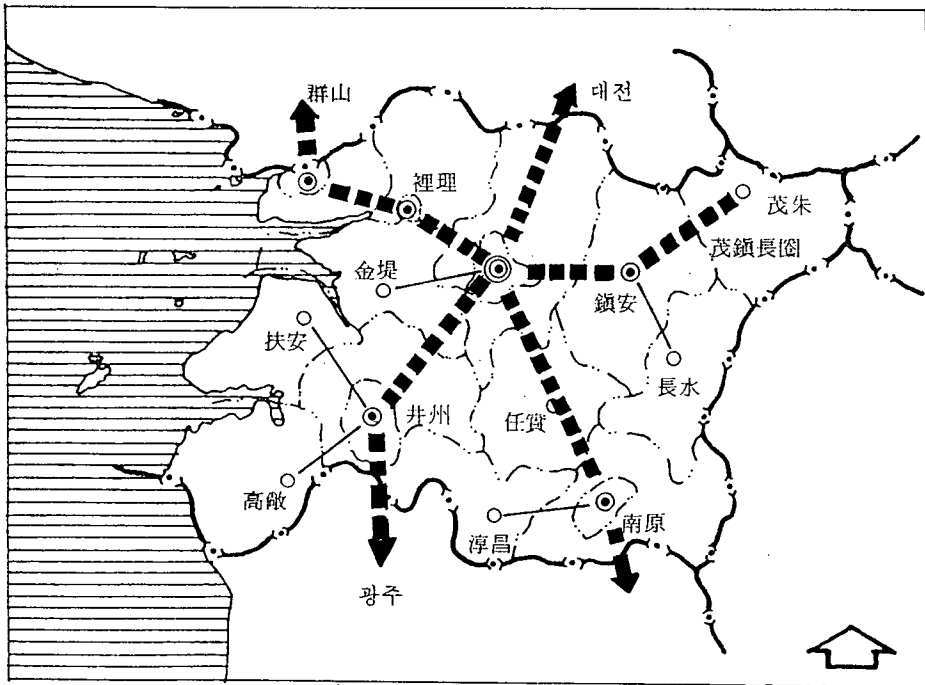 群山
대전
裡理
茂朱
茂鎭長圈
金堤
鎭安
扶安
長水
井州
任實
高敞
南原
淳昌
광주